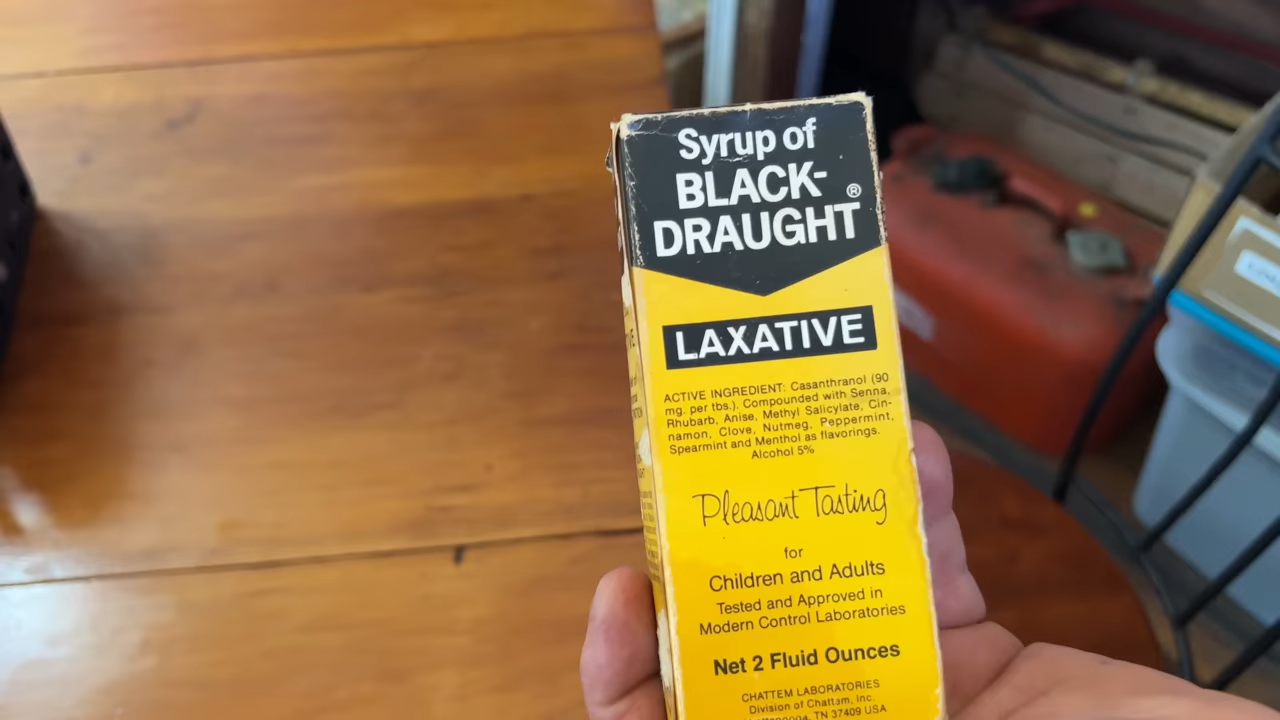 Syrup of
BLACK-
DRAUGHT®
LAXATIVE
ACTIVE INGREDIENT: Casanthranol (90
mg. per tbs.). Compounded with Senna,
Rhubarb, Anise, Methyl Salicylate, Cin-
namon, Clove, Nutmeg, Peppermint,
Spearmint and Menthol as flavorings.
Alcohol 5%
Pleasant Tasting
for
Children and Adults
Tested and Approved in
Modern Control Laboratories
Net 2 Fluid Ounces
CHATTEM LABORATORIES
Division of Chattem, Inc.
TN 37409 USA